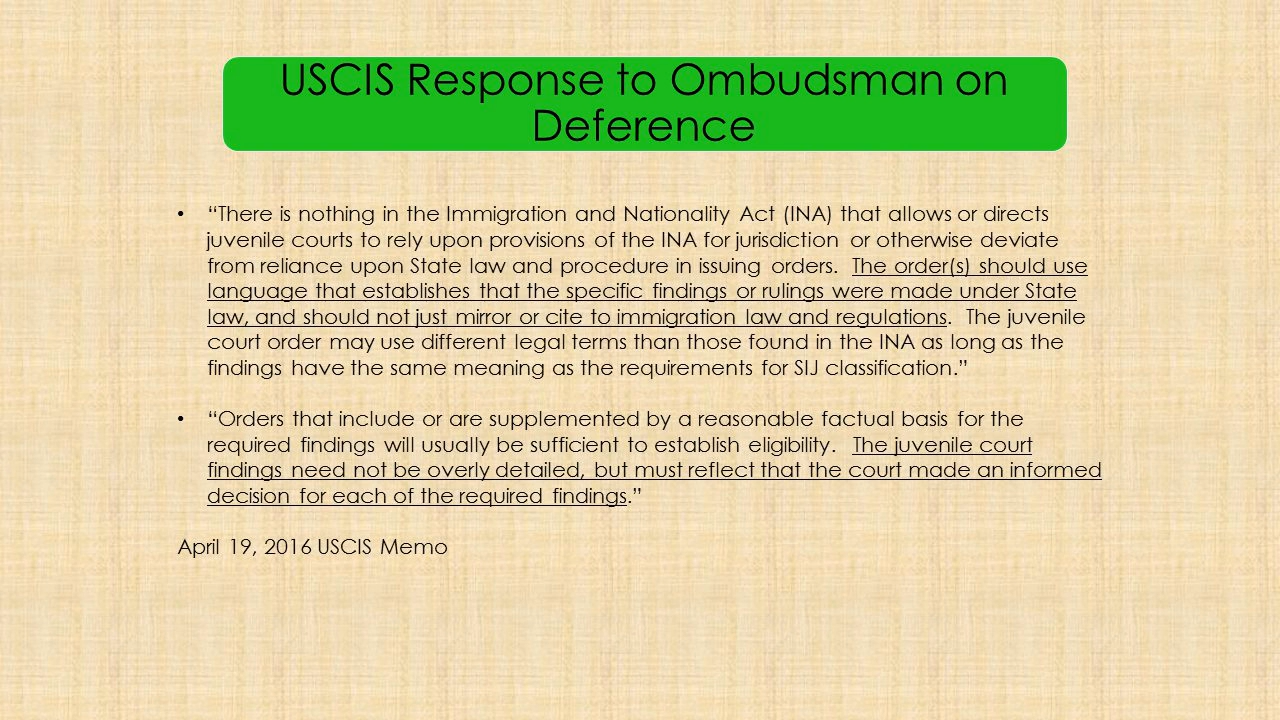 USCIS Response to Ombudsman on
Deference
• “There is nothing in the Immigration and Nationality Act (INA) that allows or directs
juvenile courts to rely upon provisions of the INA for jurisdiction or otherwise deviate
from reliance upon State law and procedure in issuing orders. The order(s) should use
language that establishes that the specific findings or rulings were made under State
law, and should not just mirror or cite to immigration law and regulations. The juvenile
court order may use different legal terms than those found in the INA as long as the
findings have the same meaning as the requirements for SIJ classification.”
• “Orders that include or are supplemented by a reasonable factual basis for the
required findings will usually be sufficient to establish eligibility. The juvenile court
findings need not be overly detailed, but must reflect that the court made an informed
decision for each of the required findings.”
April 19, 2016 USCIS Memo